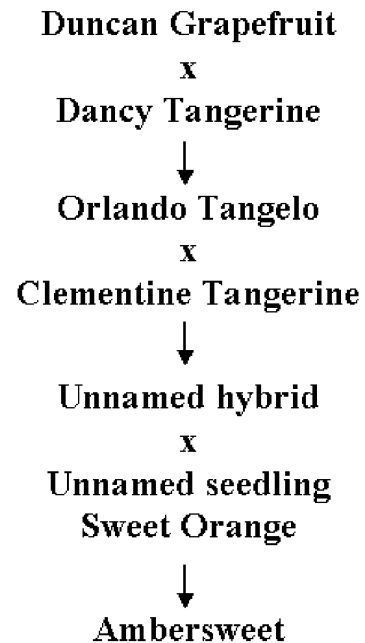 Duncan Grapefruit
x
Dancy Tangerine
Orlando Tangelo
x
Clementine Tangerine
Unnamed hybrid
x
Unnamed seedling
Sweet Orange
Ambersweet